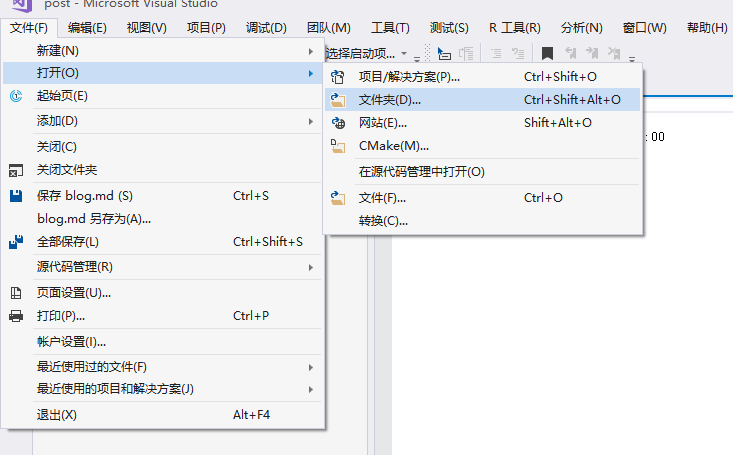 post - Microsoft Visual Studio
文件(F) 编辑(E) 视图(V) 项目(P) 调试(D) 团队(M) 工具(T) 测试(S) R 工具(R) 分析(N) 窗口(W) 帮助(H)
选择启动项...
新建(N)
打开(O)
起始页(E)
添加(D)
关闭(C)
关闭文件夹
保存 blog.md (S) Ctrl+S
blog.md 另存为(A)...
全部保存(L) Ctrl+Shift+S
源代码管理(R)
页面设置(U)...
打印(P)... Ctrl+P
帐户设置(I)...
最近使用过的文件(F)
最近使用的项目和解决方案(J)
退出(X) Alt+F4
项目/解决方案(P)... Ctrl+Shift+O
文件夹(D)... Ctrl+Shift+Alt+O
网站(E)... Shift+Alt+O
CMake(M)...
在源代码管理中打开(O)
文件(F)... Ctrl+O
转换(C)...
: 00